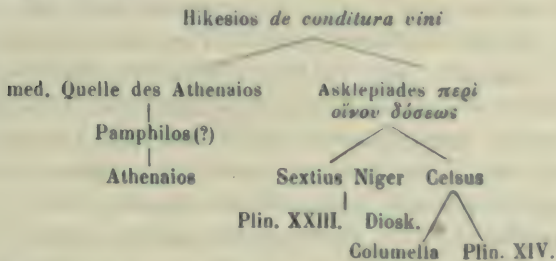 Hikesios de conditura vini
med. Quelle des Athenaios Asklepiades περὶ
οἴνου δόσεως
Pamphilos (?)
Athenaios Sextius Niger Celsus
Plin. XXIII. Diosk.
Columella Plin. XIV.